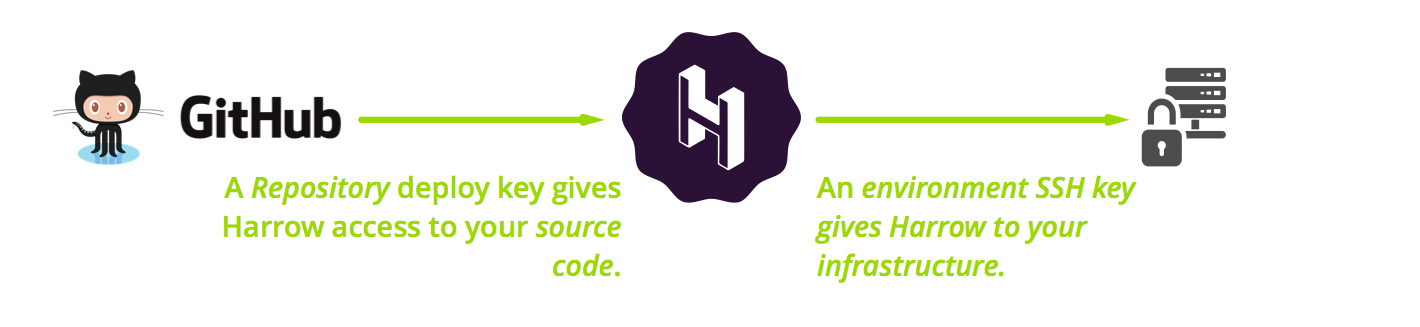 GitHub
A Repository deploy key gives
Harrow access to your source
code.
An environment SSH key
gives Harrow to your
infrastructure.